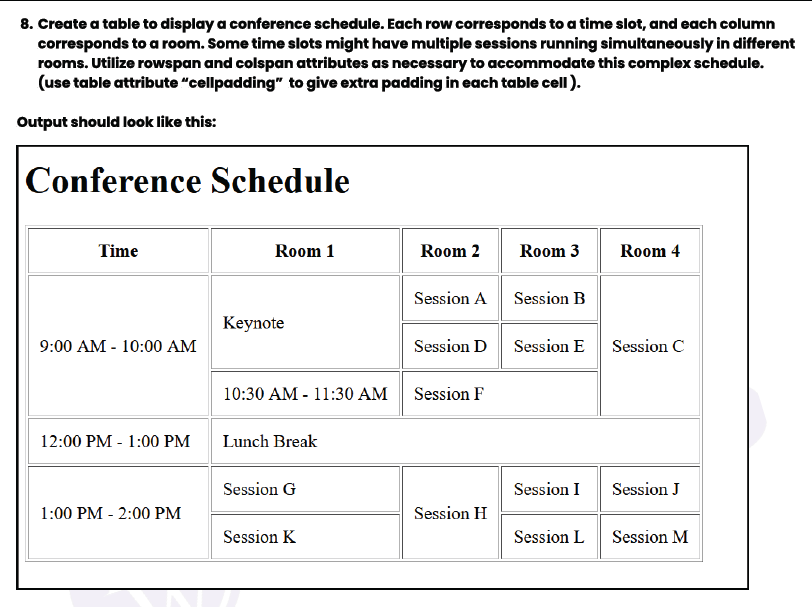 8. Create a table to display a conference schedule. Each row corresponds to a time slot, and each column
corresponds to a room. Some time slots might have multiple sessions running simultaneously in different
rooms. Utilize rowspan and colspan attributes as necessary to accommodate this complex schedule.
(use table attribute “cellpadding” to give extra padding in each table cell ).
Output should look like this:
Conference Schedule
Time Room 1 Room 2 Room 3 Room 4
Session A Session B
Keynote
9:00 AM - 10:00 AM Session D Session E Session C
10:30 AM - 11:30 AM Session F
12:00 PM - 1:00 PM Lunch Break
Session G Session I Session J
1:00 PM - 2:00 PM Session H
Session K Session L Session M